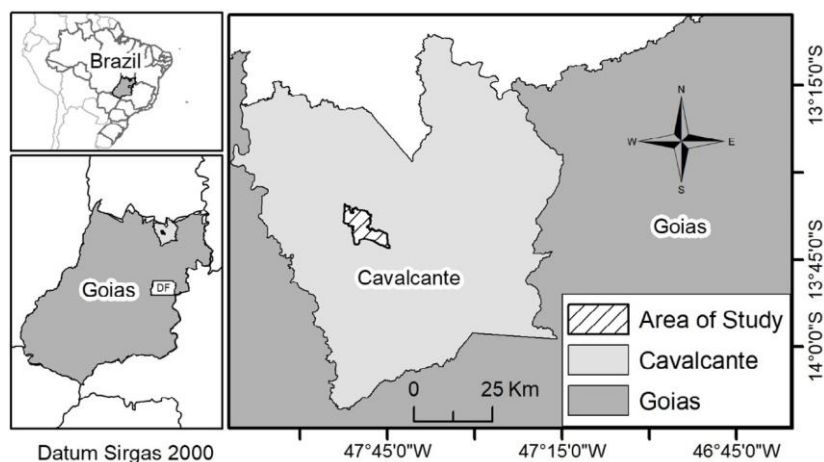 Brazil
Goias
DF
Datum Sirgas 2000
N
W
E
S
Goias
Cavalcante
Area of Study
Cavalcante
Goias
0 25 Km
13°15'0"S
13°45'0"S
14°0'0"S
47°45'0"W
47°15'0"W
46°45'0"W